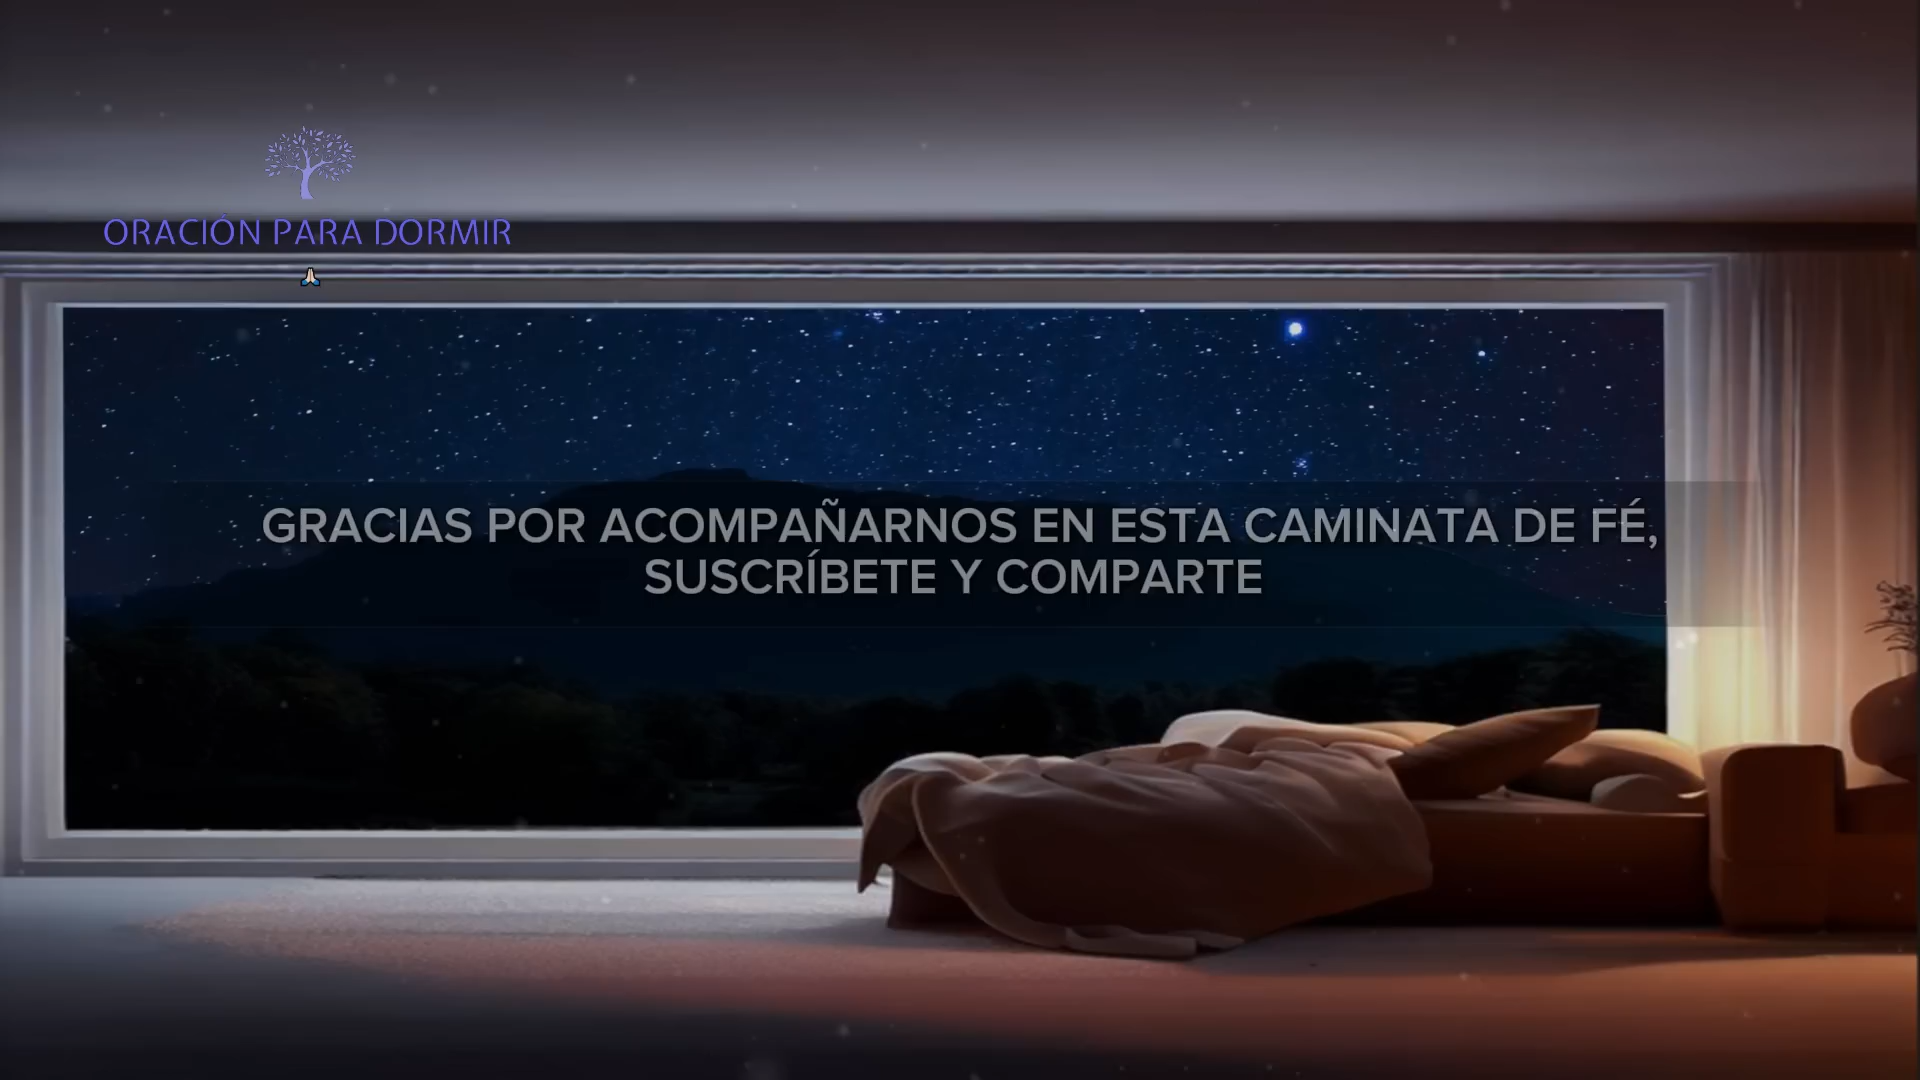 ORACIÓN PARA DORMIR
GRACIAS POR ACOMPAÑARNOS EN ESTA CAMINATA DE FÉ,
SUSCRÍBETE Y COMPARTE